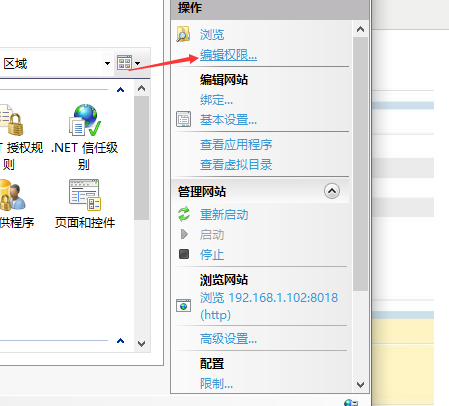 操作
浏览
编辑权限...
编辑网站
绑定...
基本设置...
查看应用程序
查看虚拟目录
管理网站
重新启动
启动
停止
浏览网站
浏览 192.168.1.102:8018
(http)
高级设置...
配置
限制...
区域
授权规
则
.NET 信任级
别
供程序
页面和控件